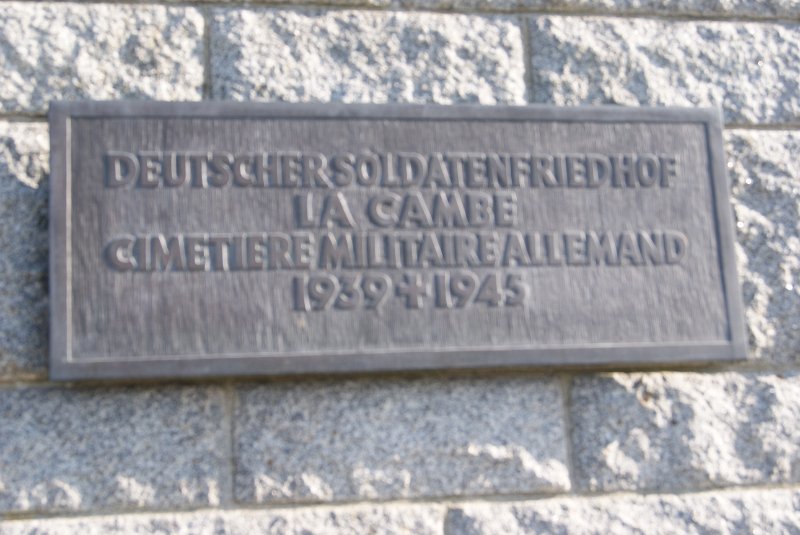 DEUTSCHER SOLDATENFRIEDHOF
LA CAMBE
CIMETIERE MILITAIRE ALLEMAND
1939 + 1945